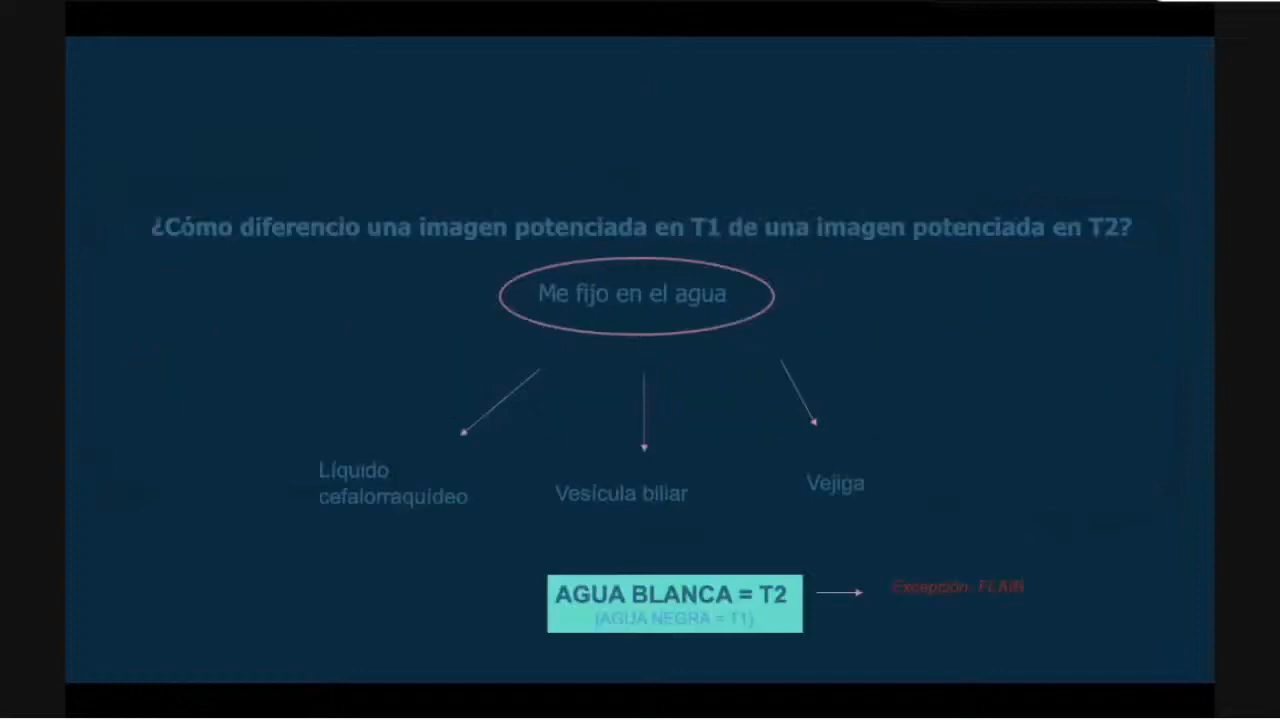 ¿Cómo diferencio una imagen potenciada en T1 de una imagen potenciada en T2?
Me fijo en el agua
Líquido
cefalorraquídeo
Vesícula biliar
Vejiga
AGUA BLANCA = T2
(AGUA NEGRA = T1)
Excepción: FLAIR